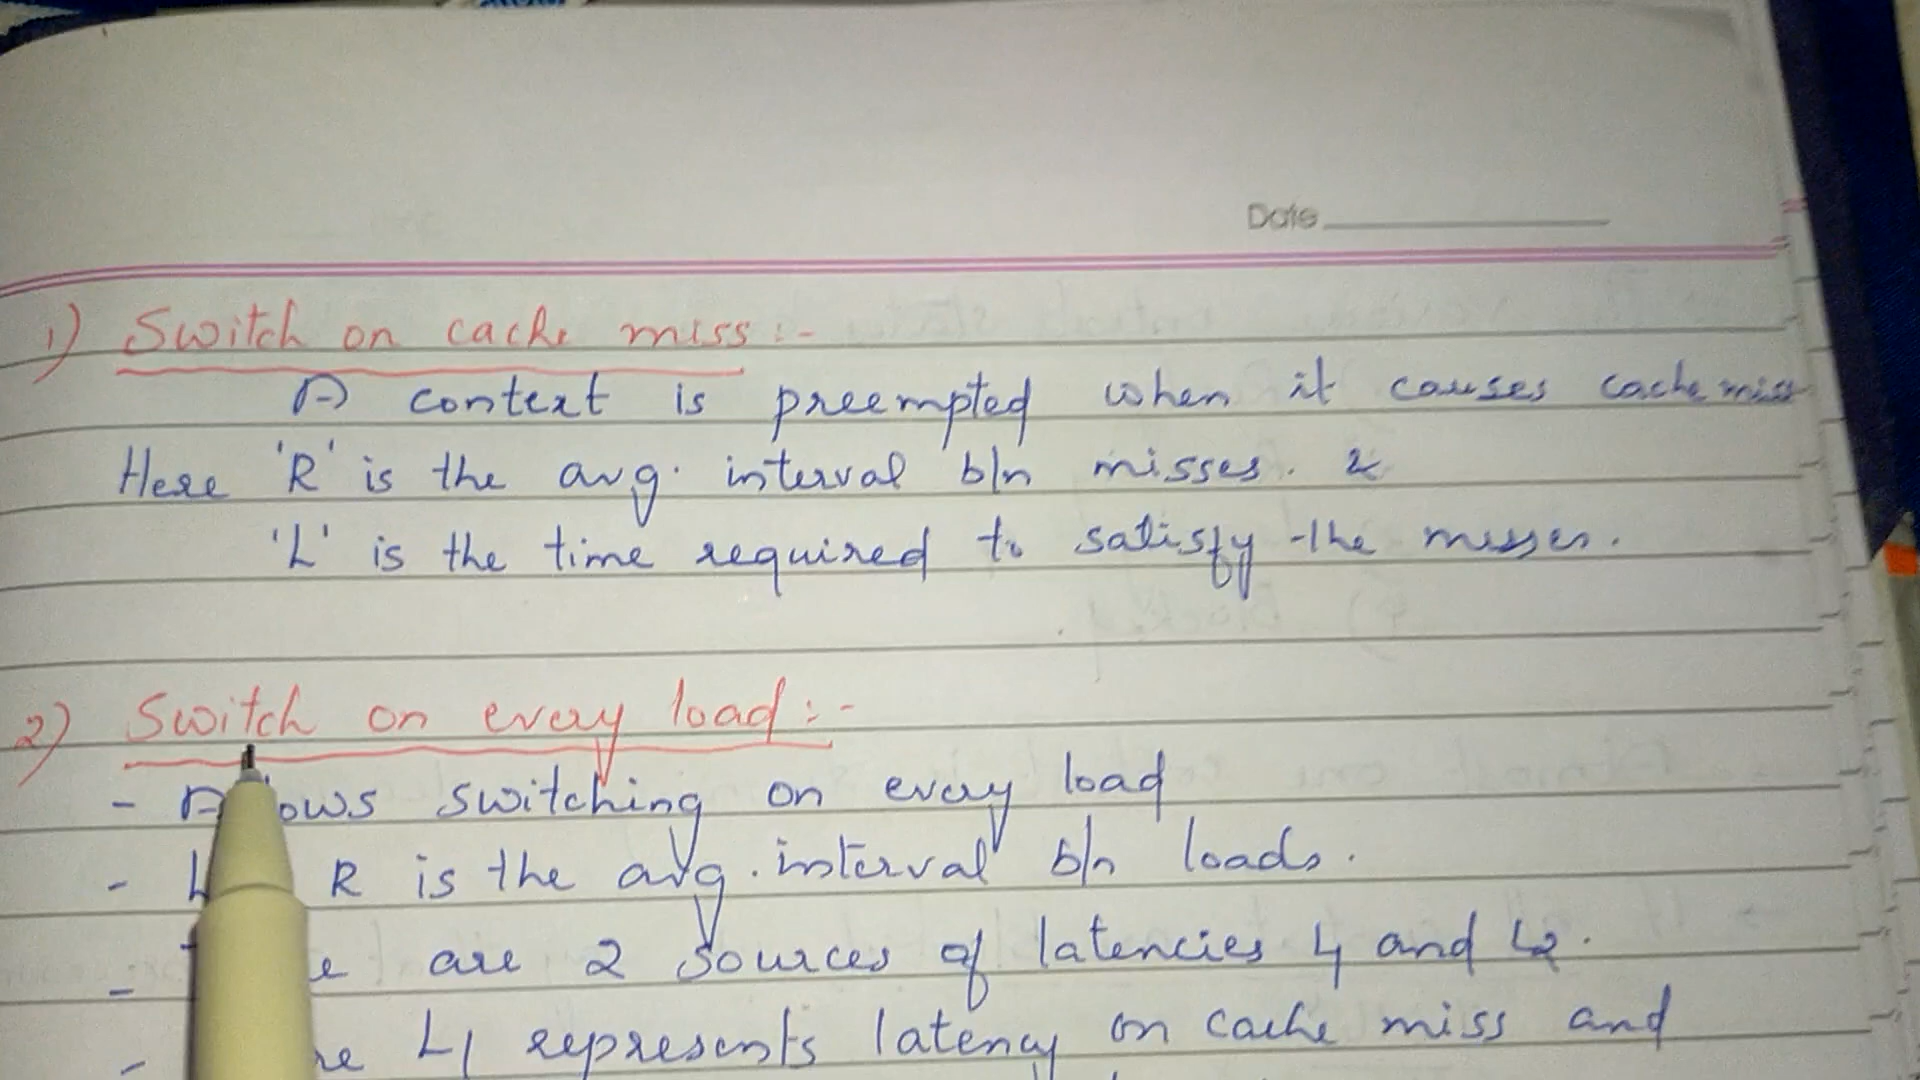 Date
1) Switch on cache miss :-
A context is preempted when it causes cache miss
Here 'R' is the avg. interval b/n misses. &
'L' is the time required to satisfy the misses.
2) Switch on every load :-
- Allows switching on every load
- R is the avg. interval b/n loads.
- are 2 sources of latencies L1 and L2.
- L1 represents latency on cache miss and